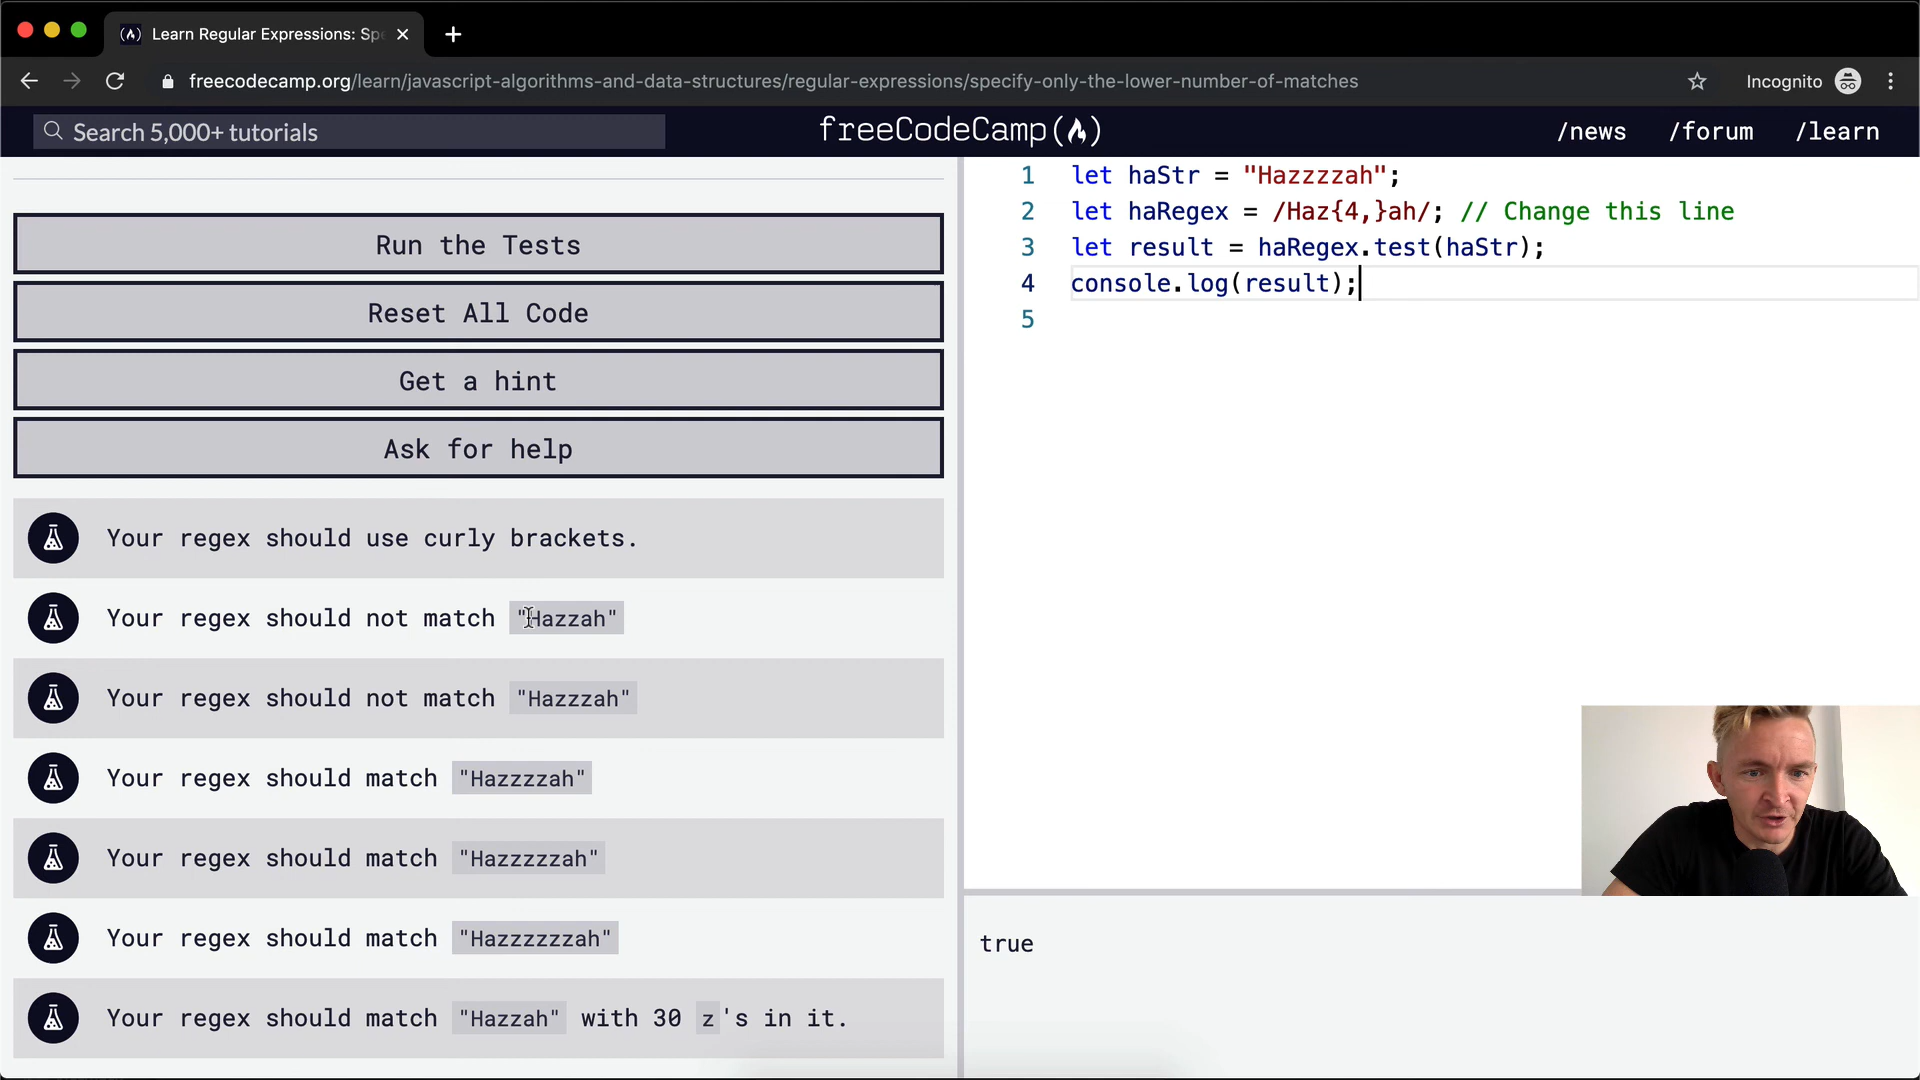 Learn Regular Expressions: Spe
freecodecamp.org/learn/javascript-algorithms-and-data-structures/regular-expressions/specify-only-the-lower-number-of-matches
Incognito
Search 5,000+ tutorials
freeCodeCamp
/news
/forum
/learn
Run the Tests
Reset All Code
Get a hint
Ask for help
Your regex should use curly brackets.
Your regex should not match "Hazzah"
Your regex should not match "Hazzzah"
Your regex should match "Hazzzzah"
Your regex should match "Hazzzzzah"
Your regex should match "Hazzzzzzah"
Your regex should match "Hazzah" with 30 z's in it.
1 let haStr = "Hazzzzah";
2 let haRegex = /Haz{4,}ah/; // Change this line
3 let result = haRegex.test(haStr);
4 console.log(result);
5
true